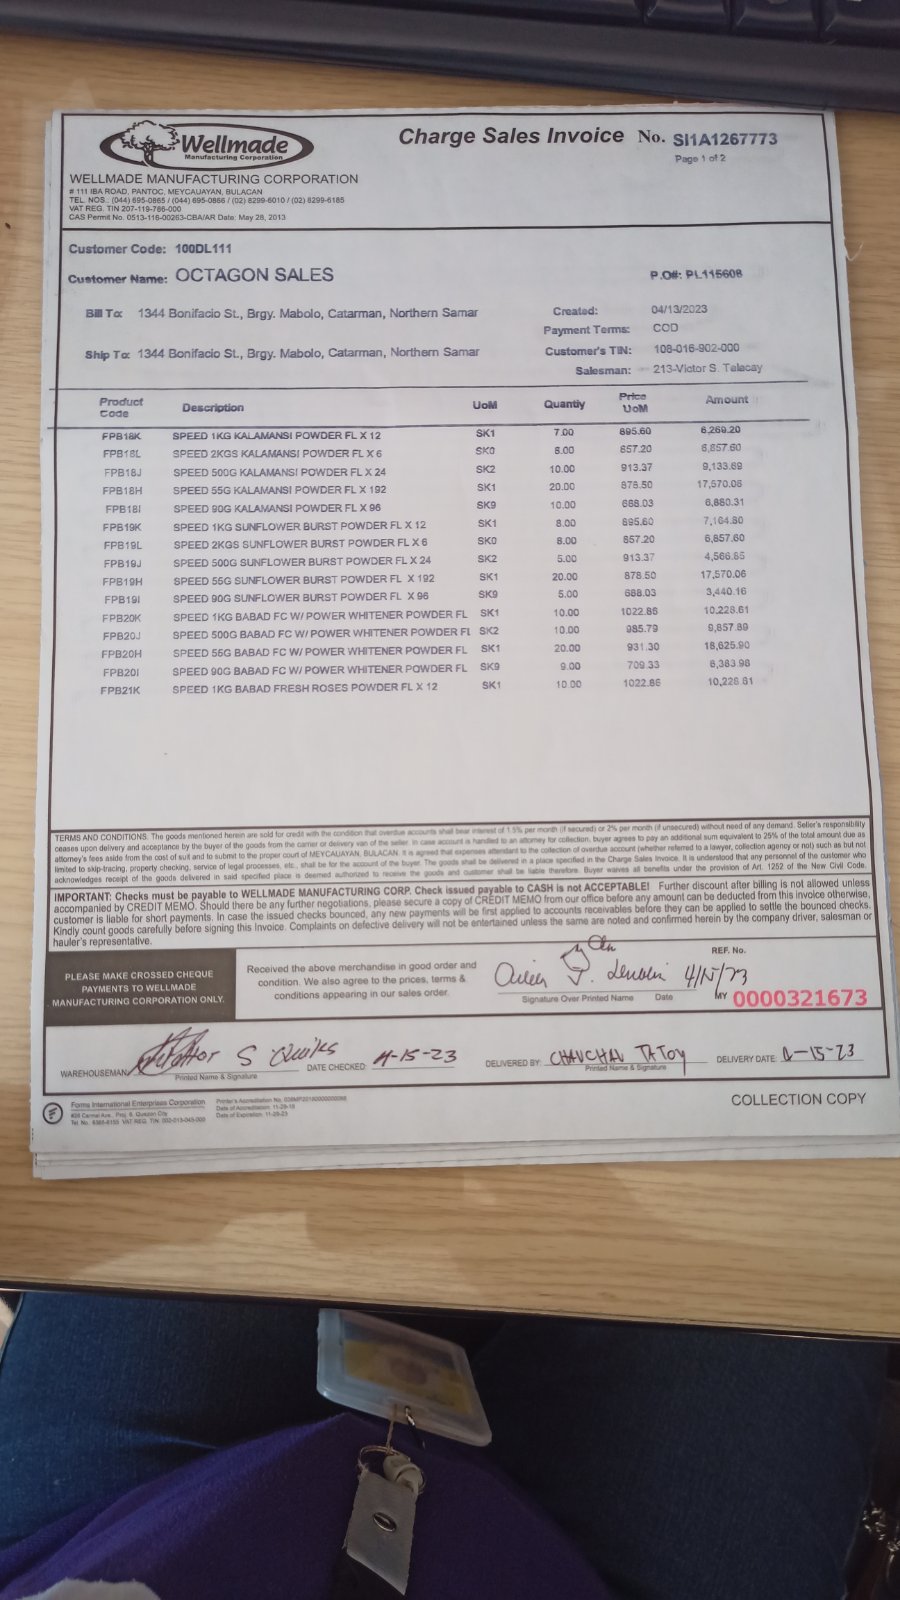 Wellmade
Manufacturing Corporation
Charge Sales Invoice No. SI1A1267773
Page 1 of 2
WELLMADE MANUFACTURING CORPORATION
# 111 IBA ROAD, PANTOC, MEYCAUAYAN, BULACAN
TEL. NOS.: (044) 695-0865 / (044) 695-0866 / (02) 8299-6010 / (02) 8299-6185
VAT REG. TIN 207-119-766-000
CAS Permit No. 0513-116-00263-CBA/AR Date: May 28, 2013
Customer Code: 100DL111
Customer Name: OCTAGON SALES
P.O#: PL115608
Bill To: 1344 Bonifacio St., Brgy. Mabolo, Catarman, Northern Samar
Created: 04/13/2023
Payment Terms: COD
Ship To: 1344 Bonifacio St., Brgy. Mabolo, Catarman, Northern Samar
Customer's TIN: 108-016-902-000
Salesman: 213-Victor S. Talacay
Product Code Description UoM Quantiy Price UoM Amount
FPB18K SPEED 1KG KALAMANSI POWDER FL X 12 SK1 7.00 895.60 6,269.20
FPB18L SPEED 2KGS KALAMANSI POWDER FL X 6 SK0 8.00 857.20 6,857.60
FPB18J SPEED 500G KALAMANSI POWDER FL X 24 SK2 10.00 913.37 9,133.69
FPB18H SPEED 55G KALAMANSI POWDER FL X 192 SK1 20.00 878.50 17,570.06
FPB18I SPEED 90G KALAMANSI POWDER FL X 96 SK9 10.00 688.03 6,880.31
FPB19K SPEED 1KG SUNFLOWER BURST POWDER FL X 12 SK1 8.00 895.60 7,164.80
FPB19L SPEED 2KGS SUNFLOWER BURST POWDER FL X 6 SK0 8.00 857.20 6,857.60
FPB19J SPEED 500G SUNFLOWER BURST POWDER FL X 24 SK2 5.00 913.37 4,566.85
FPB19H SPEED 55G SUNFLOWER BURST POWDER FL X 192 SK1 20.00 878.50 17,570.06
FPB19I SPEED 90G SUNFLOWER BURST POWDER FL X 96 SK9 5.00 688.03 3,440.16
FPB20K SPEED 1KG BABAD FC W/ POWER WHITENER POWDER FL SK1 10.00 1022.86 10,228.61
FPB20J SPEED 500G BABAD FC W/ POWER WHITENER POWDER FL SK2 10.00 985.79 9,857.89
FPB20H SPEED 55G BABAD FC W/ POWER WHITENER POWDER FL SK1 20.00 931.30 18,625.90
FPB20I SPEED 90G BABAD FC W/ POWER WHITENER POWDER FL SK9 9.00 709.33 6,383.98
FPB21K SPEED 1KG BABAD FRESH ROSES POWDER FL X 12 SK1 10.00 1022.86 10,228.61
TERMS AND CONDITIONS. The goods mentioned herein are sold for credit with the condition that overdue accounts shall bear interest of 1.5% per month (if secured) or 2% per month (if unsecured) without need of any demand. Seller's responsibility
ceases upon delivery and acceptance by the buyer of the goods from the carrier or delivery van of the seller. In case account is handled to an attorney for collection, buyer agrees to pay an additional sum equivalent to 25% of the total amount due as
attorney's fees aside from the cost of suit and to submit to the proper court of MEYCAUAYAN, BULACAN. It is agreed that expenses attendant to the collection of overdue account (whether referred to a lawyer, collection agency or not) such as but not
limited to skip-tracing, property checking, service of legal processes, etc., shall be for the account of the buyer. The goods shall be delivered in a place specified in the Charge Sales Invoice. It is understood that any personnel of the customer who
acknowledges receipt of the goods delivered in said specified place is deemed authorized to receive the goods and customer shall be liable therefore. Buyer waives all benefits under the provision of Art. 1252 of the New Civil Code.
IMPORTANT: Checks must be payable to WELLMADE MANUFACTURING CORP. Check issued payable to CASH is not ACCEPTABLE! Further discount after billing is not allowed unless
accompanied by CREDIT MEMO. Should there be any further negotiations, please secure a copy of CREDIT MEMO from our office before any amount can be deducted from this invoice otherwise,
customer is liable for short payments. In case the issued checks bounced, any new payments will be first applied to accounts receivables before they can be applied to settle the bounced checks.
Kindly count goods carefully before signing this Invoice. Complaints on defective delivery will not be entertained unless the same are noted and confirmed herein by the company driver, salesman or
hauler's representative.
PLEASE MAKE CROSSED CHEQUE
PAYMENTS TO WELLMADE
MANUFACTURING CORPORATION ONLY.
Received the above merchandise in good order and
condition. We also agree to the prices, terms &
conditions appearing in our sales order.
Signature Over Printed Name Date
REF. No.
MY 0000321673
WAREHOUSEMAN
Printed Name & Signature
DATE CHECKED: 4-15-23
DELIVERED BY: CHAUCHAU TATOY
Printed Name & Signature
DELIVERY DATE: 4-15-23
Forms International Enterprises Corporation
Printer's Accreditation No.
Date of Accreditation: 11-29-18
Date of Expiration: 11-29-23
COLLECTION COPY